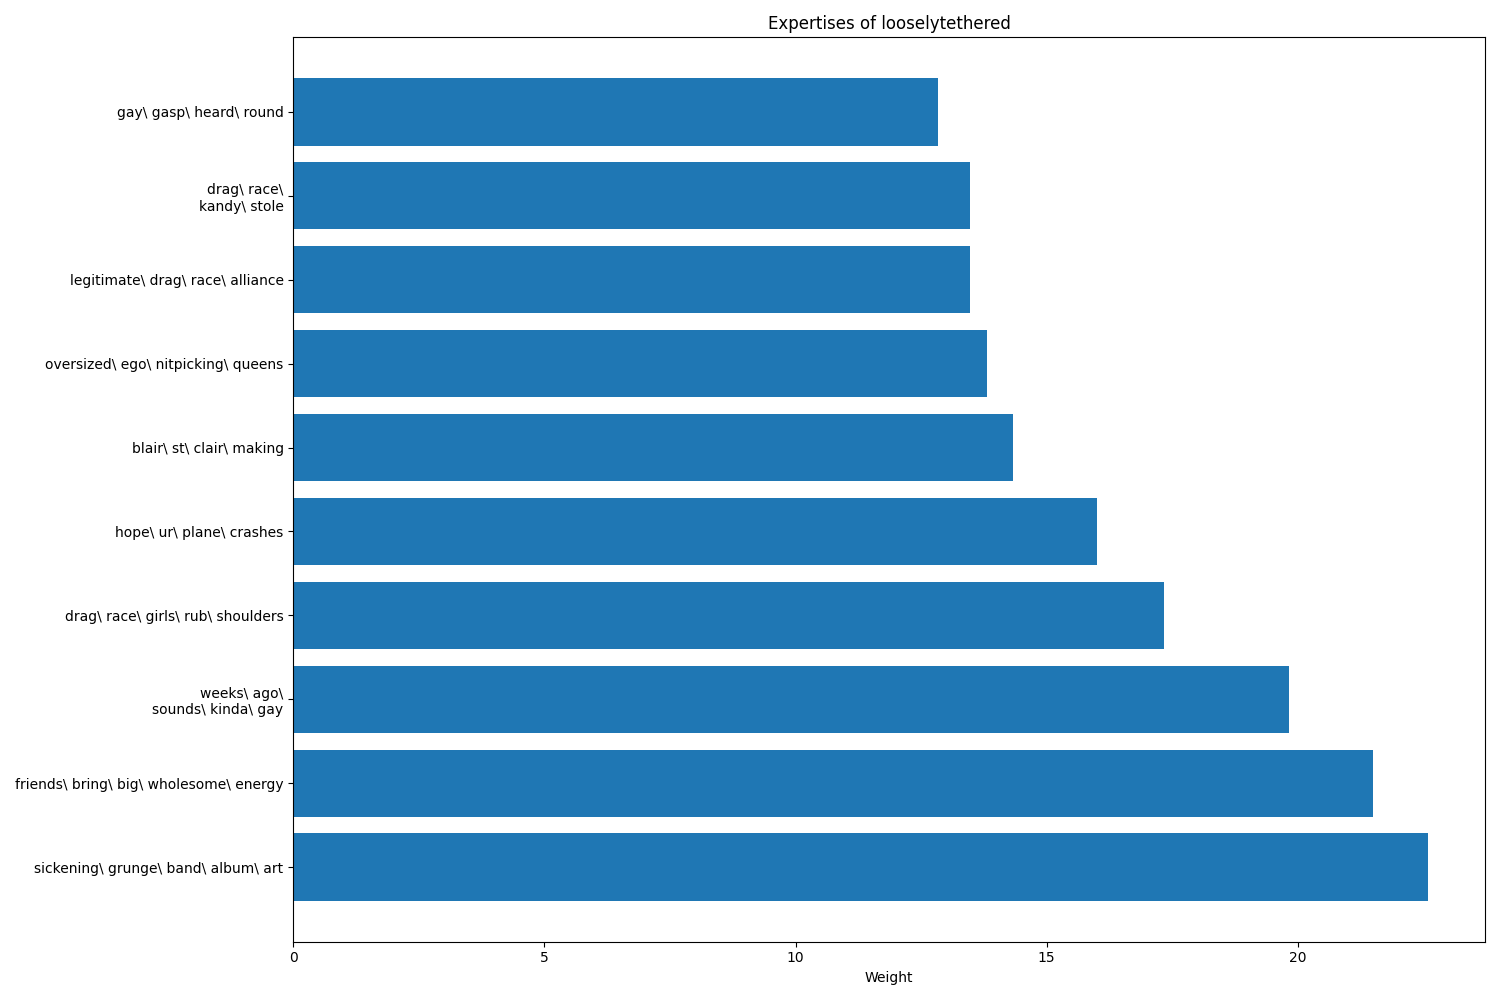 Expertises of looselytethered
gay\ gasp\ heard\ round
drag\ race\
kandy\ stole
legitimate\ drag\ race\ alliance
oversized\ ego\ nitpicking\ queens
blair\ st\ clair\ making
hope\ ur\ plane\ crashes
drag\ race\ girls\ rub\ shoulders
weeks\ ago\
sounds\ kinda\ gay
friends\ bring\ big\ wholesome\ energy
sickening\ grunge\ band\ album\ art
0 5 10 15 20
Weight